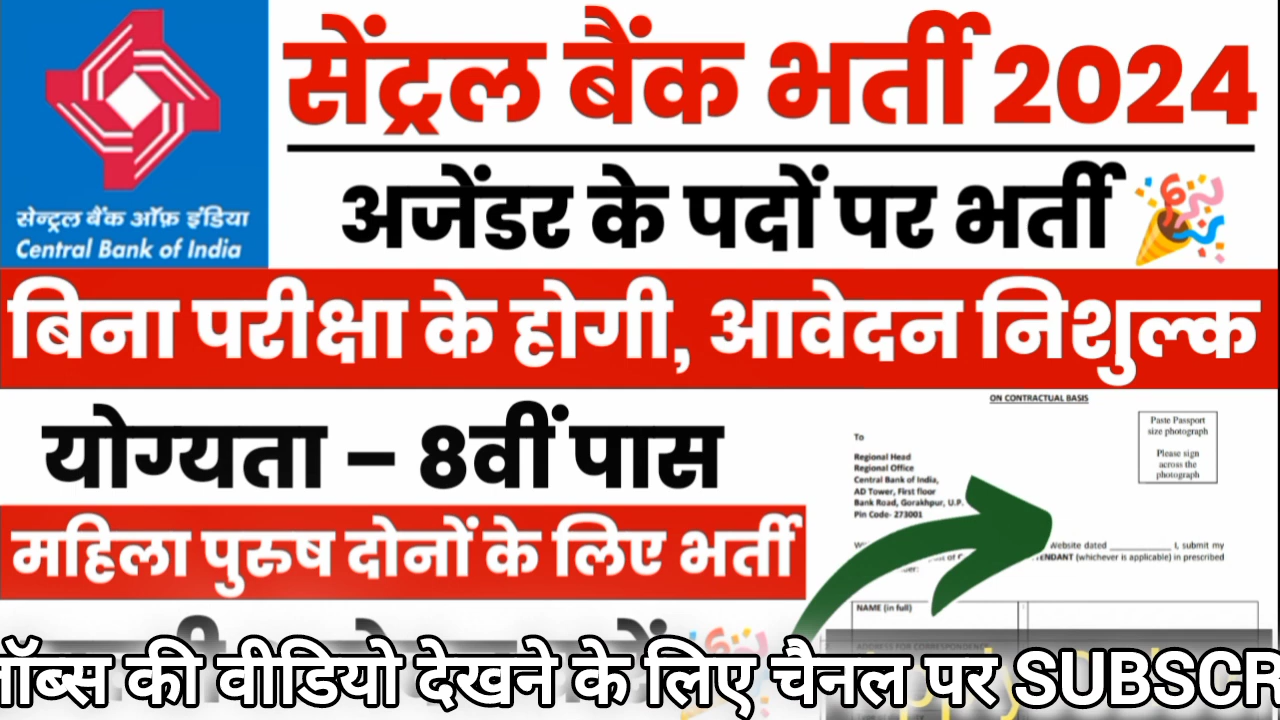 सेंट्रल बैंक भर्ती 2024
सेन्ट्रल बैंक ऑफ़ इंडिया
Central Bank of India
अजेंडर के पदों पर भर्ती
बिना परीक्षा के होगी, आवेदन निशुल्क
योग्यता – 8वीं पास
महिला पुरुष दोनों के लिए भर्ती
ON CONTRACTUAL BASIS
Paste Passport
size photograph
Please sign
across the
photograph
To
Regional Head
Regional Office
Central Bank of India,
AD Tower, First floor
Bank Road, Gorakhpur, U.P.
Pin Code- 273001
Website dated ____________ I, submit my
(whichever is applicable) in prescribed
NAME (in full)
की वीडियो देखने के लिए चैनल पर SUBSCR